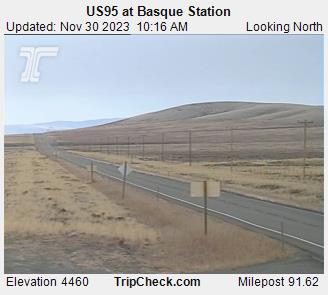 US95 at Basque Station
Updated: Nov 30 2023 10:16 AM Looking North
Elevation 4460 TripCheck.com Milepost 91.62